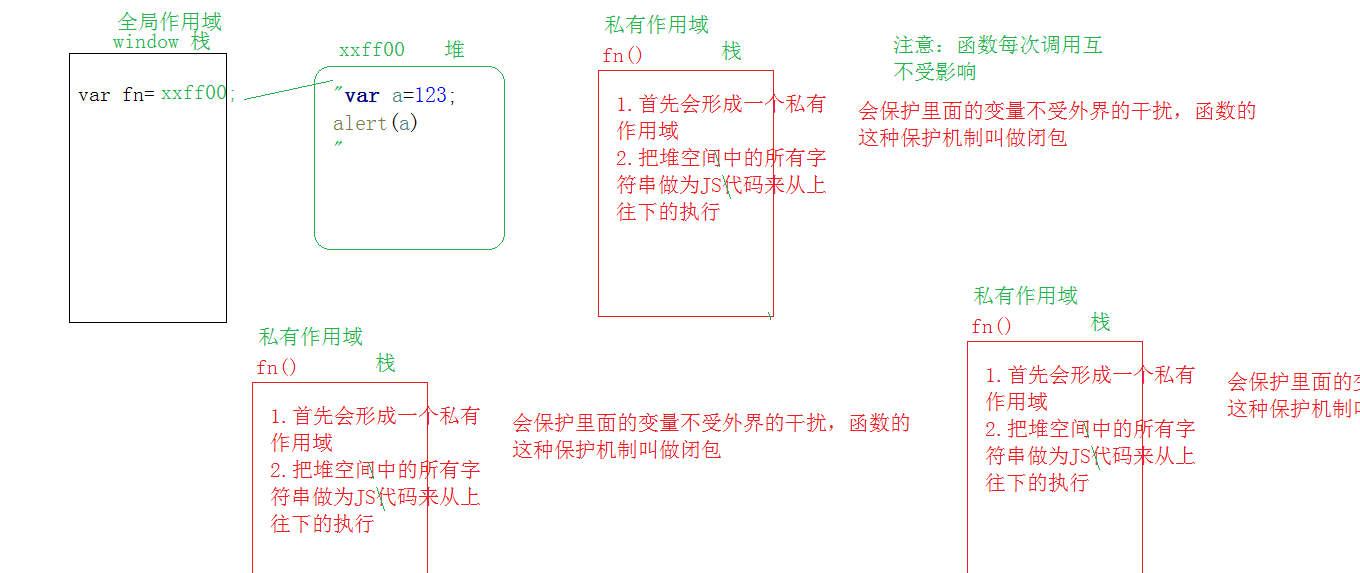 全局作用域
window 栈
var fn= xxff00;
xxff00 堆
"var a=123;
alert(a)
"
私有作用域
fn() 栈
1.首先会形成一个私有
作用域
2.把堆空间中的所有字
符串做为JS代码来从上
往下的执行
注意：函数每次调用互
不受影响
会保护里面的变量不受外界的干扰，函数的
这种保护机制叫做闭包
私有作用域
fn() 栈
1.首先会形成一个私有
作用域
2.把堆空间中的所有字
符串做为JS代码来从上
往下的执行
会保护里面的变量不受外界的干扰，函数的
这种保护机制叫做闭包
私有作用域
fn() 栈
1.首先会形成一个私有
作用域
2.把堆空间中的所有字
符串做为JS代码来从上
往下的执行
会保护里面的变
这种保护机制叫